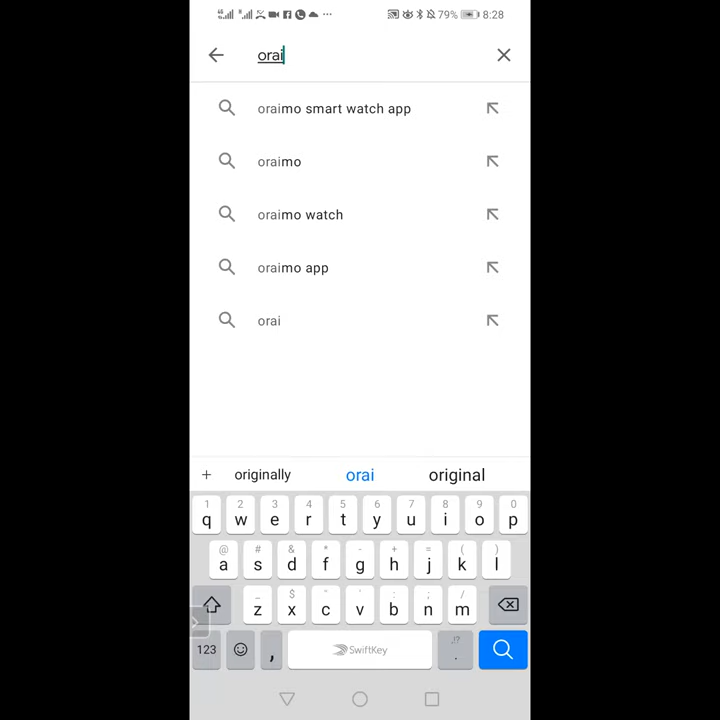 79% 8:28
orai
oraimo smart watch app
oraimo
oraimo watch
oraimo app
orai
+ originally orai original
1 2 3 4 5 6 7 8 9 0
q w e r t y u i o p
@ # & * - + = ( )
a s d f g h j k l
_ $ " ' : ; /
z x c v b n m
123 , SwiftKey ,!? .